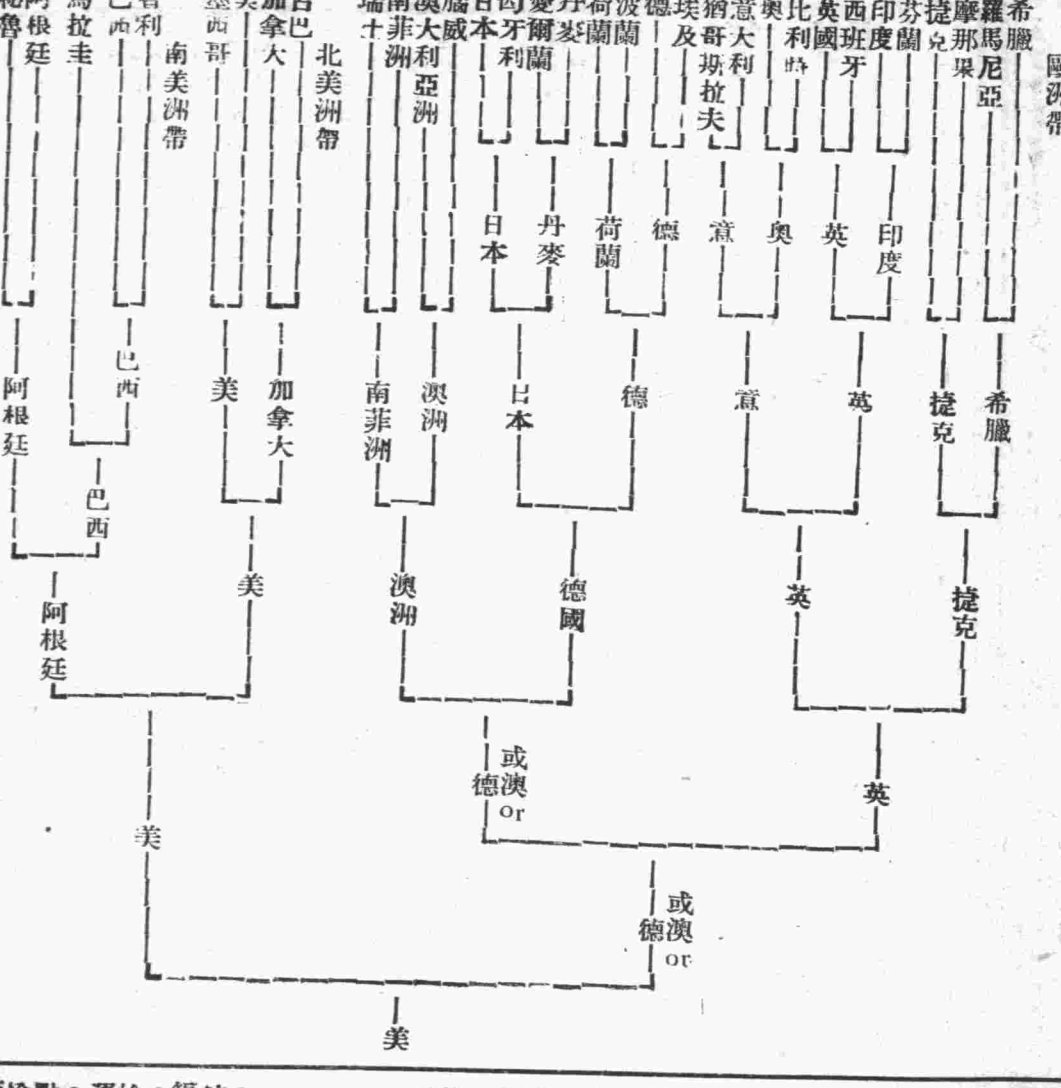 希臘
羅馬尼亞
摩那果
捷克
芬蘭
印度
西班牙
英國
比利時
奧
意大利
猶哥斯拉夫
埃及
德
波蘭
荷蘭
丹麥
愛爾蘭
匈牙利
日本
腦威
澳大利亞洲
南菲洲
瑞士
北美洲帶
古巴
加拿大
美
墨西哥
南美洲帶
智利
巴西
烏拉圭
阿根廷
秘魯
歐洲帶
印度
英
奧
意
德
荷蘭
丹麥
日本
希臘
捷克
英
意
德
日本
澳洲
南菲洲
加拿大
美
巴西
阿根廷
巴西
捷克
英
德國
澳洲
美
阿根廷
英
或澳or
德
美
或澳or
德
美